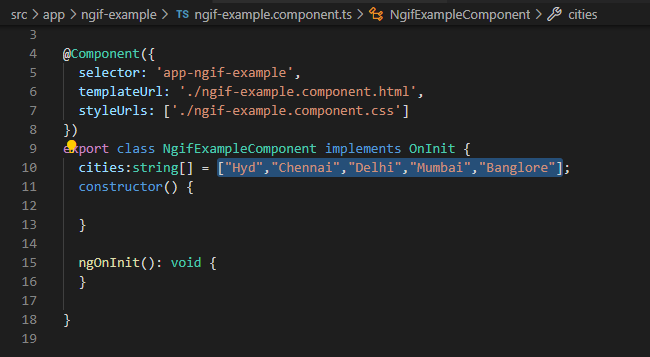 src > app > ngif-example > TS ngif-example.component.ts > NgifExampleComponent > cities
3
4 @Component({
5   selector: 'app-ngif-example',
6   templateUrl: './ngif-example.component.html',
7   styleUrls: ['./ngif-example.component.css']
8 })
9 export class NgifExampleComponent implements OnInit {
10   cities:string[] = ["Hyd","Chennai","Delhi","Mumbai","Banglore"];
11   constructor() {
12
13   }
14
15   ngOnInit(): void {
16   }
17
18 }
19